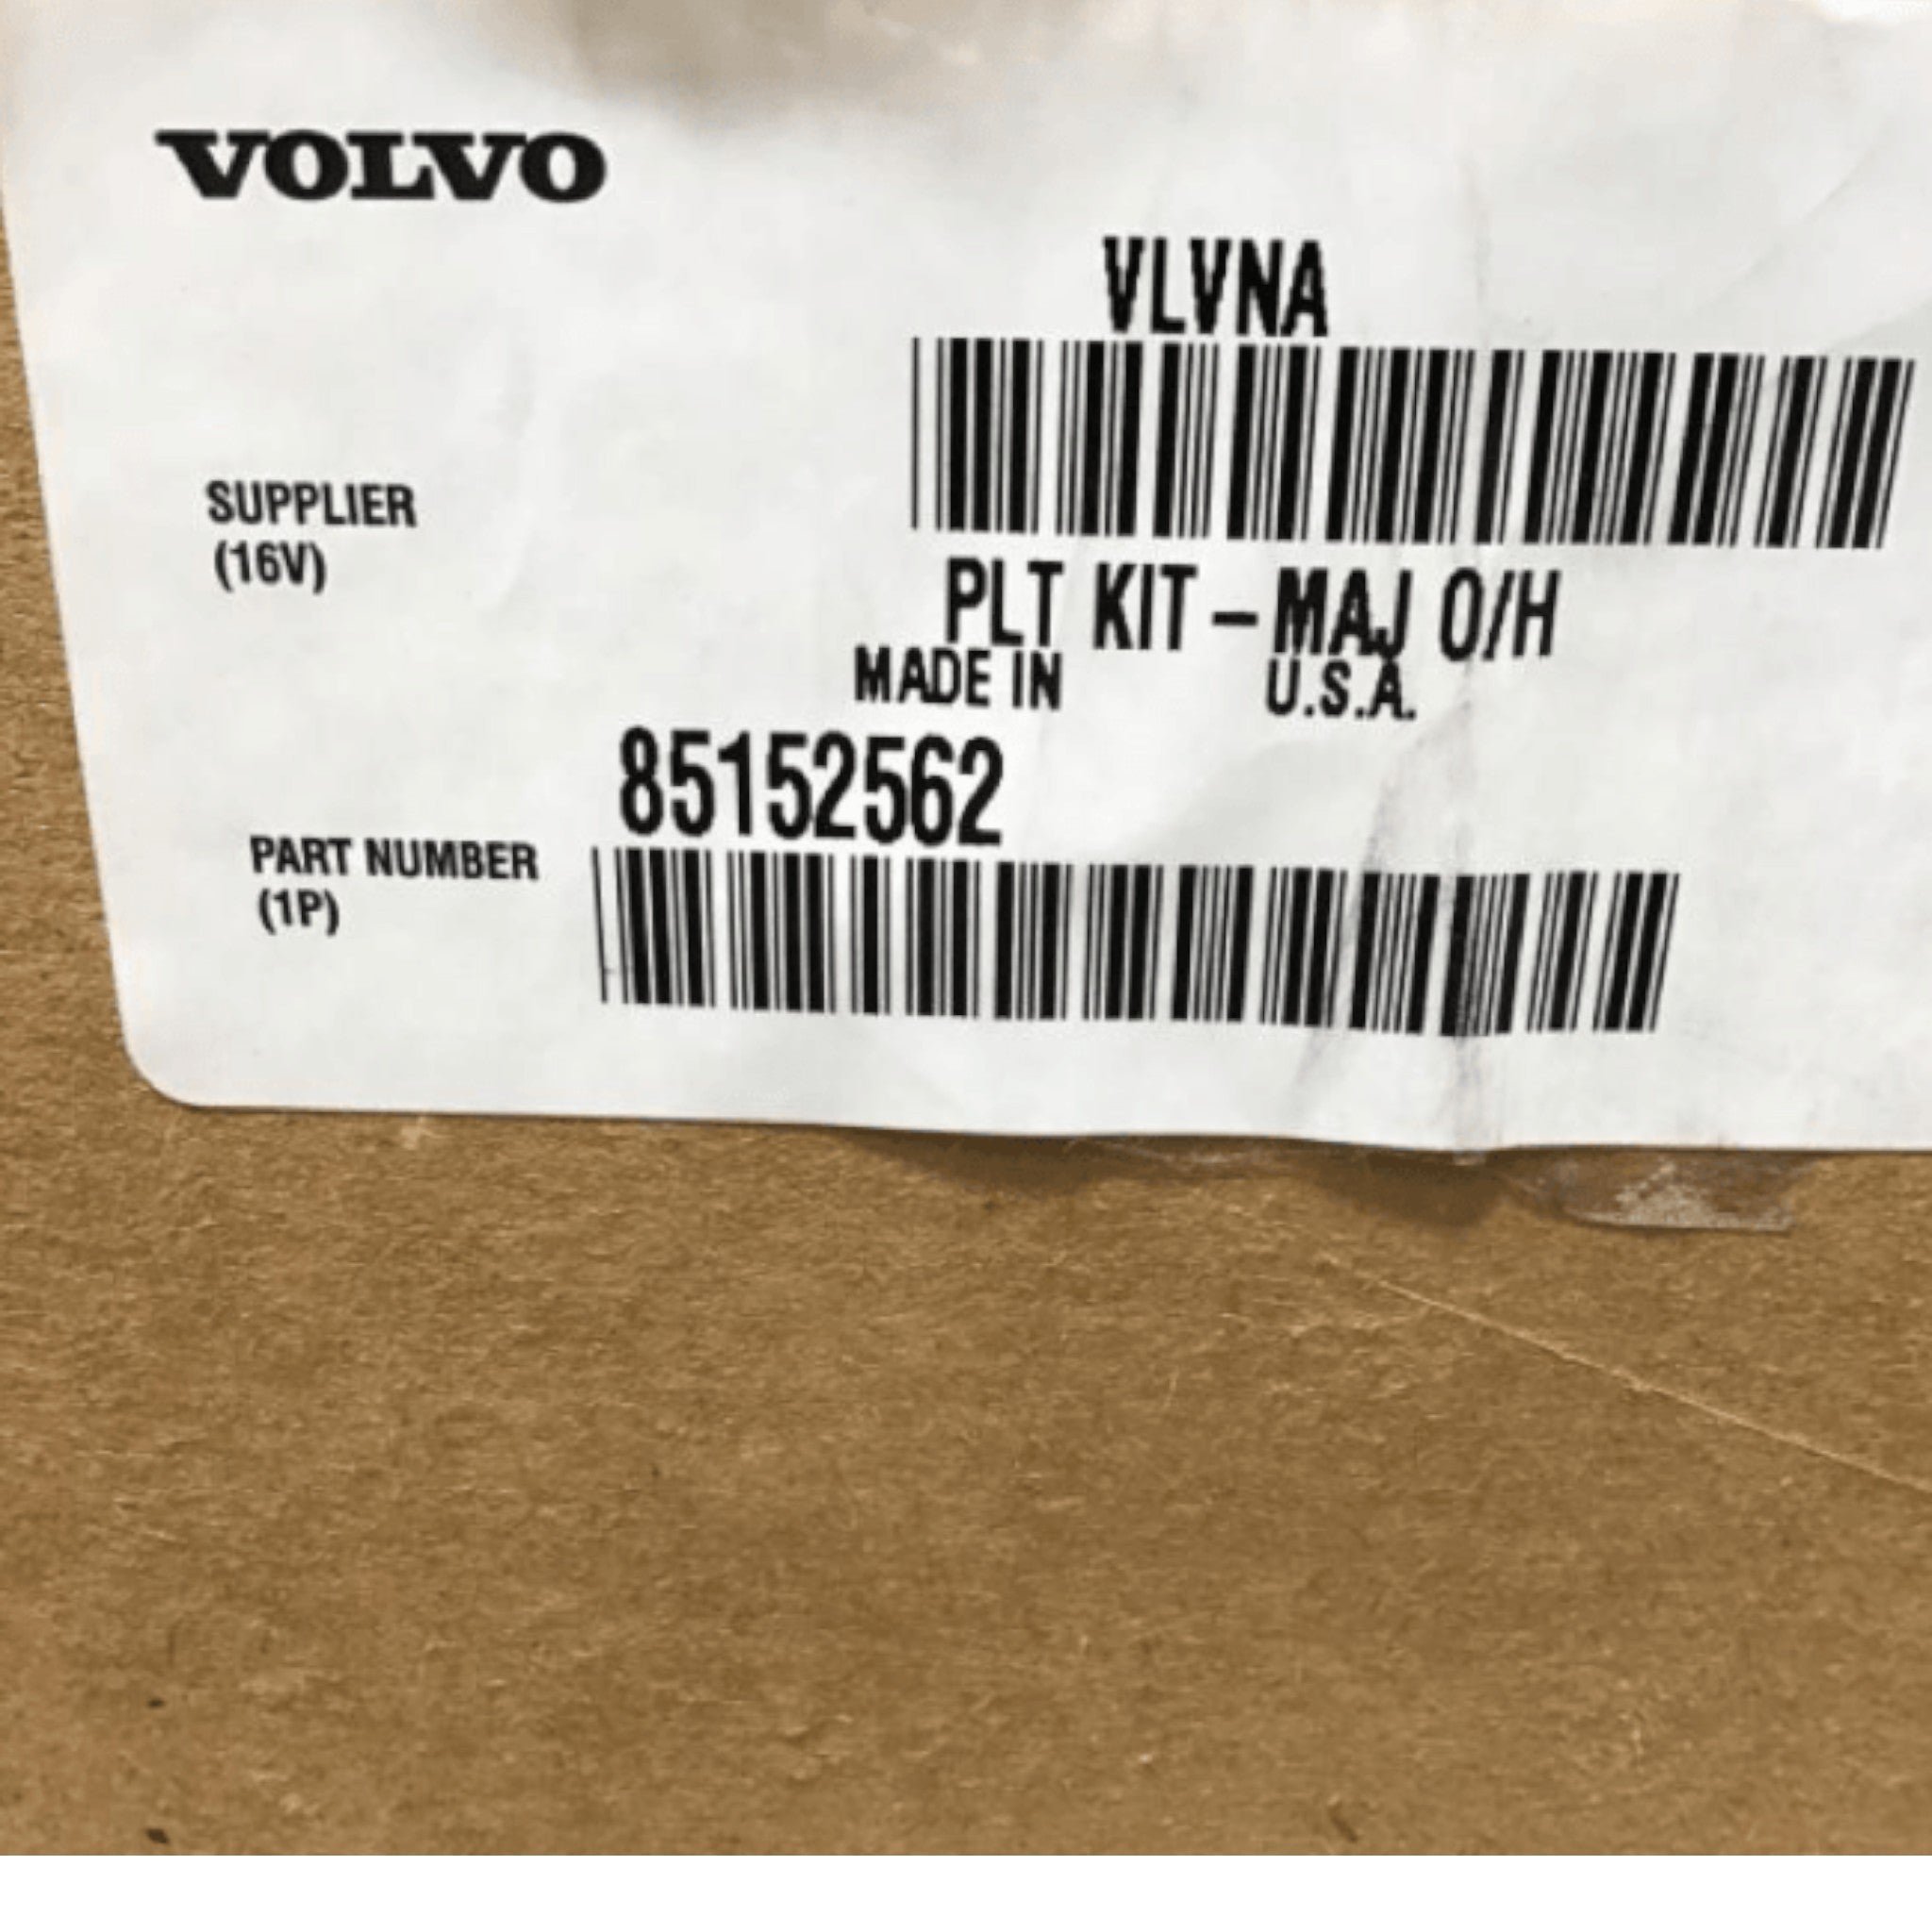 VOLVO
VLVNA
SUPPLIER
(16V)
PLT KIT – MAJ O/H
MADE IN U.S.A.
85152562
PART NUMBER
(1P)